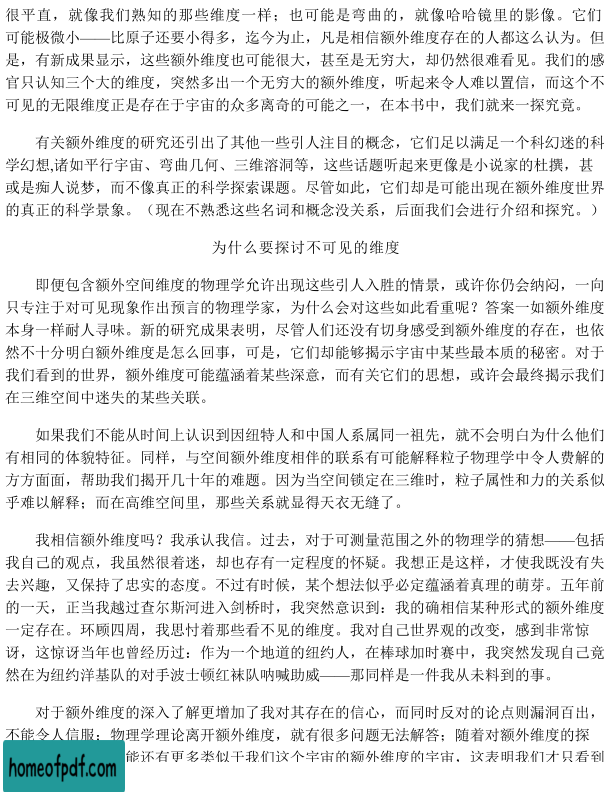 很平直，就像我们熟知的那些维度一样；也可能是弯曲的，就像哈哈镜里的影像。它们
可能极微小——比原子还要小得多，迄今为止，凡是相信额外维度存在的人都这么认为。但
是，有新成果显示，这些额外维度也可能很大，甚至是无穷大，却仍然很难看见。我们的感
官只认知三个大的维度，突然多出一个无穷大的额外维度，听起来令人难以置信，而这个不
可见的无限维度正是存在于宇宙的众多离奇的可能之一，在本书中，我们就来一探究竟。
有关额外维度的研究还引出了其他一些引人注目的概念，它们足以满足一个科幻迷的科
学幻想,诸如平行宇宙、弯曲几何、三维溶洞等，这些话题听起来更像是小说家的杜撰，甚
或是痴人说梦，而不像真正的科学探索课题。尽管如此，它们却是可能出现在额外维度世界
的真正的科学景象。（现在不熟悉这些名词和概念没关系，后面我们会进行介绍和探究。）
为什么要探讨不可见的维度
即便包含额外空间维度的物理学允许出现这些引人入胜的情景，或许你仍会纳闷，一向
只专注于对可见现象作出预言的物理学家，为什么会对这些如此看重呢？答案一如额外维度
本身一样耐人寻味。新的研究成果表明，尽管人们还没有切身感受到额外维度的存在，也依
然不十分明白额外维度是怎么回事，可是，它们却能够揭示宇宙中某些最本质的秘密。对于
我们看到的世界，额外维度可能蕴涵着某些深意，而有关它们的思想，或许会最终揭示我们
在三维空间中迷失的某些关联。
如果我们不能从时间上认识到因纽特人和中国人系属同一祖先，就不会明白为什么他们
有相同的体貌特征。同样，与空间额外维度相伴的联系有可能解释粒子物理学中令人费解的
方方面面，帮助我们揭开几十年的难题。因为当空间锁定在三维时，粒子属性和力的关系似
乎难以解释；而在高维空间里，那些关系就显得天衣无缝了。
我相信额外维度吗？我承认我信。过去，对于可测量范围之外的物理学的猜想——包括
我自己的观点，我虽然很着迷，却也存有一定程度的怀疑。我想正是这样，才使我既没有失
去兴趣，又保持了忠实的态度。不过有时候，某个想法似乎必定蕴涵着真理的萌芽。五年前
的一天，正当我越过查尔斯河进入剑桥时，我突然意识到：我的确相信某种形式的额外维度
一定存在。环顾四周，我思忖着那些看不见的维度。我对自己世界观的改变，感到非常惊
讶，这惊讶当年也曾经历过：作为一个地道的纽约人，在棒球加时赛中，我突然发现自己竟
然在为纽约洋基队的对手波士顿红袜队呐喊助威——那同样是一件我从未料到的事。
对于额外维度的深入了解更增加了我对其存在的信心，而同时反对的论点则漏洞百出，
不能令人信服：物理学理论离开额外维度，就有很多问题无法解答；随着对额外维度的探
能还有更多类似于我们这个宇宙的额外维度的宇宙，这表明我们才只看到
homeofpdf.com